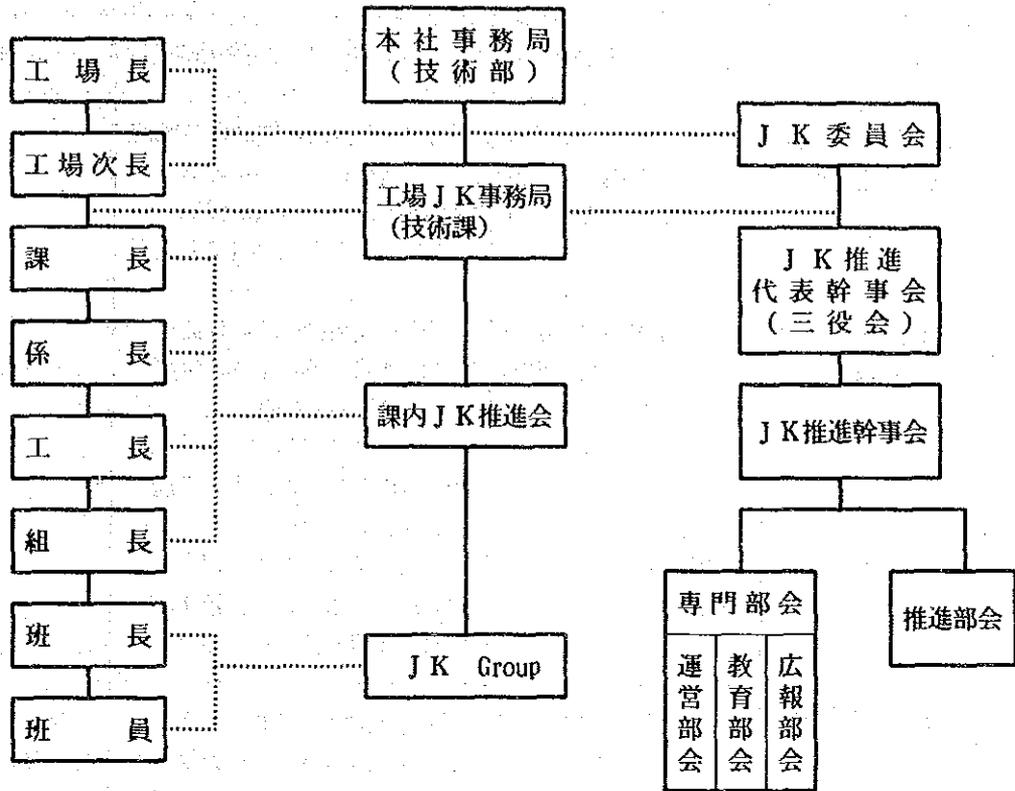 工場長
工場次長
課長
係長
工長
組長
班長
班員
本社事務局
(技術部)
工場JK事務局
(技術課)
課内JK推進会
JK Group
JK委員会
JK推進
代表幹事会
(三役会)
JK推進幹事会
専門部会
運営部会
教育部会
広報部会
推進部会